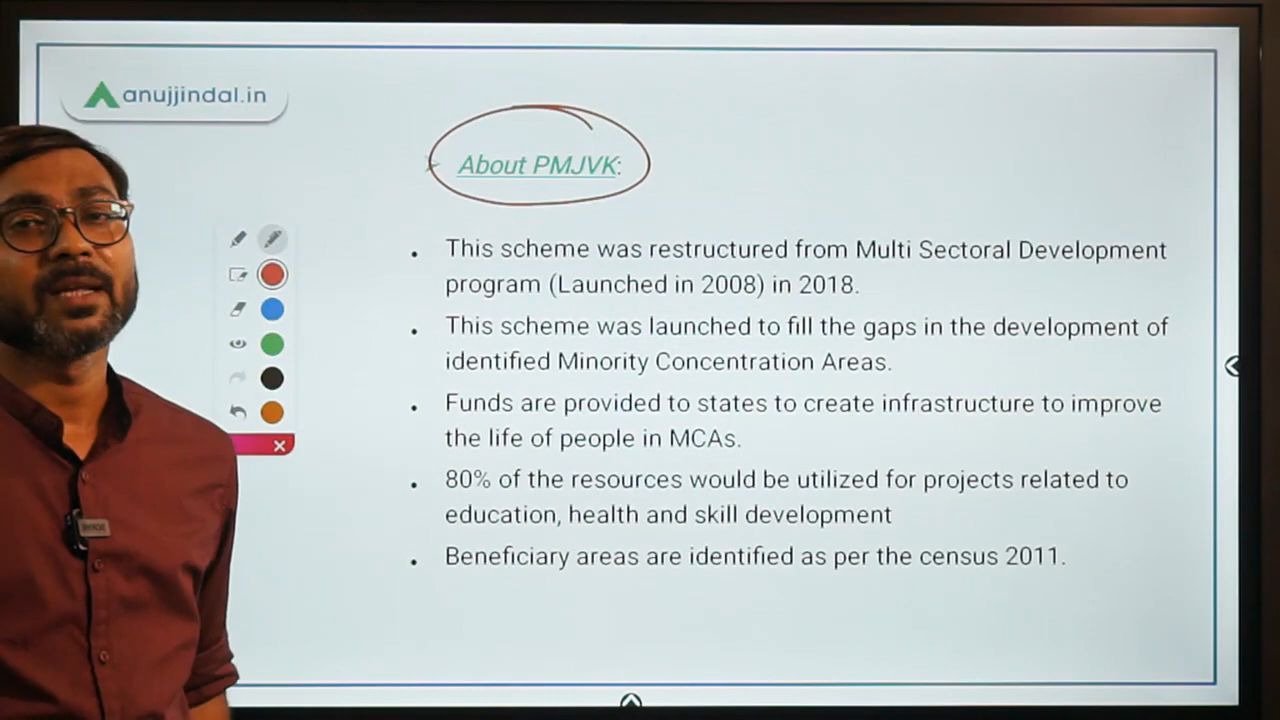 anujjindal.in
About PMJVK:
• This scheme was restructured from Multi Sectoral Development
program (Launched in 2008) in 2018.
• This scheme was launched to fill the gaps in the development of
identified Minority Concentration Areas.
• Funds are provided to states to create infrastructure to improve
the life of people in MCAs.
• 80% of the resources would be utilized for projects related to
education, health and skill development
• Beneficiary areas are identified as per the census 2011.